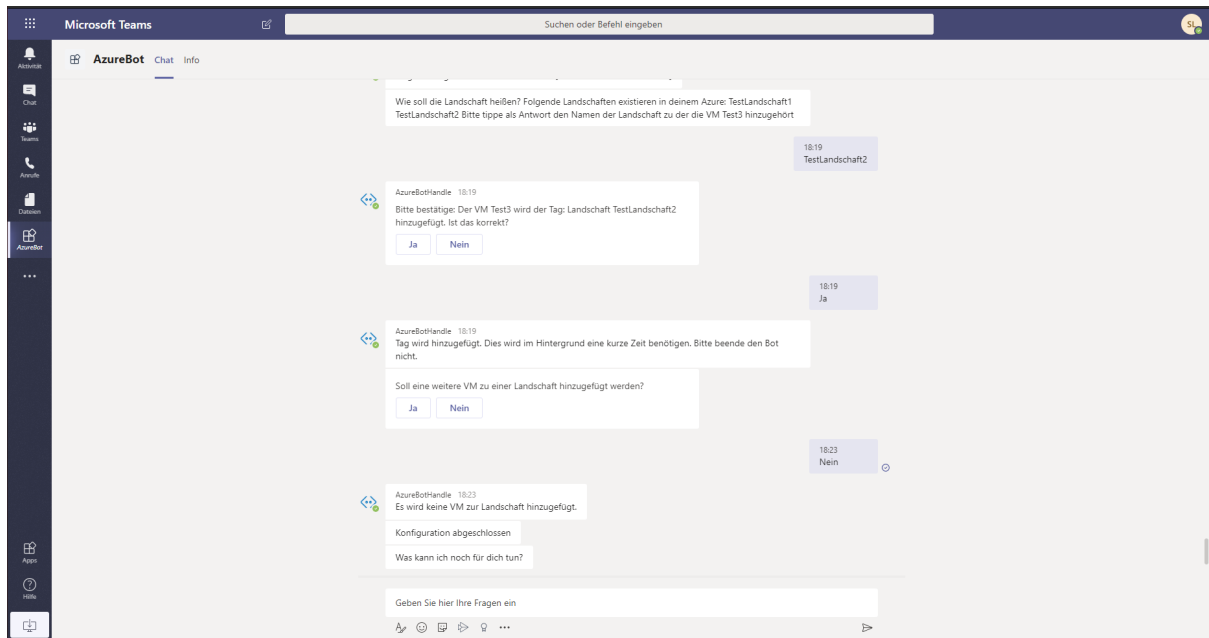 Microsoft Teams
Suchen oder Befehl eingeben
SL
Aktivität
Chat
Teams
Anrufe
Dateien
AzureBot
Apps
Hilfe
AzureBot Chat Info
Wie soll die Landschaft heißen? Folgende Landschaften existieren in deinem Azure: TestLandschaft1
TestLandschaft2 Bitte tippe als Antwort den Namen der Landschaft zu der die VM Test3 hinzugehört
18:19
TestLandschaft2
AzureBotHandle 18:19
Bitte bestätige: Der VM Test3 wird der Tag: Landschaft TestLandschaft2
hinzugefügt. Ist das korrekt?
Ja Nein
18:19
Ja
AzureBotHandle 18:19
Tag wird hinzugefügt. Dies wird im Hintergrund eine kurze Zeit benötigen. Bitte beende den Bot
nicht.
Soll eine weitere VM zu einer Landschaft hinzugefügt werden?
Ja Nein
18:23
Nein
AzureBotHandle 18:23
Es wird keine VM zur Landschaft hinzugefügt.
Konfiguration abgeschlossen
Was kann ich noch für dich tun?
Geben Sie hier Ihre Fragen ein